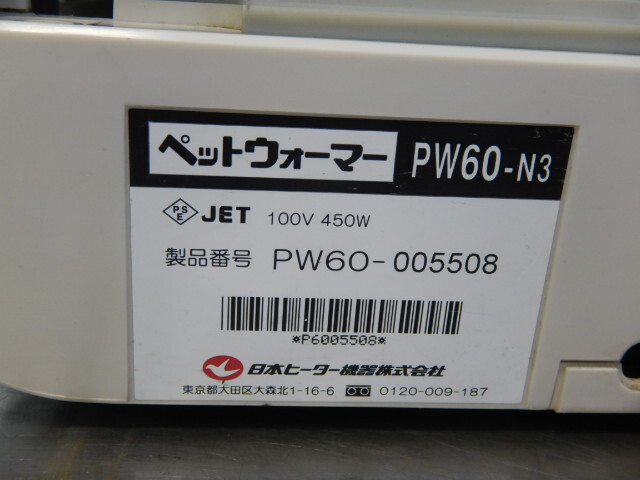 ペットウォーマー PW60-N3
PSE JET 100V 450W
製品番号 PW60-005508
*P6005508*
日本ヒーター機器株式会社
東京都大田区大森北1-16-6 0120-009-187